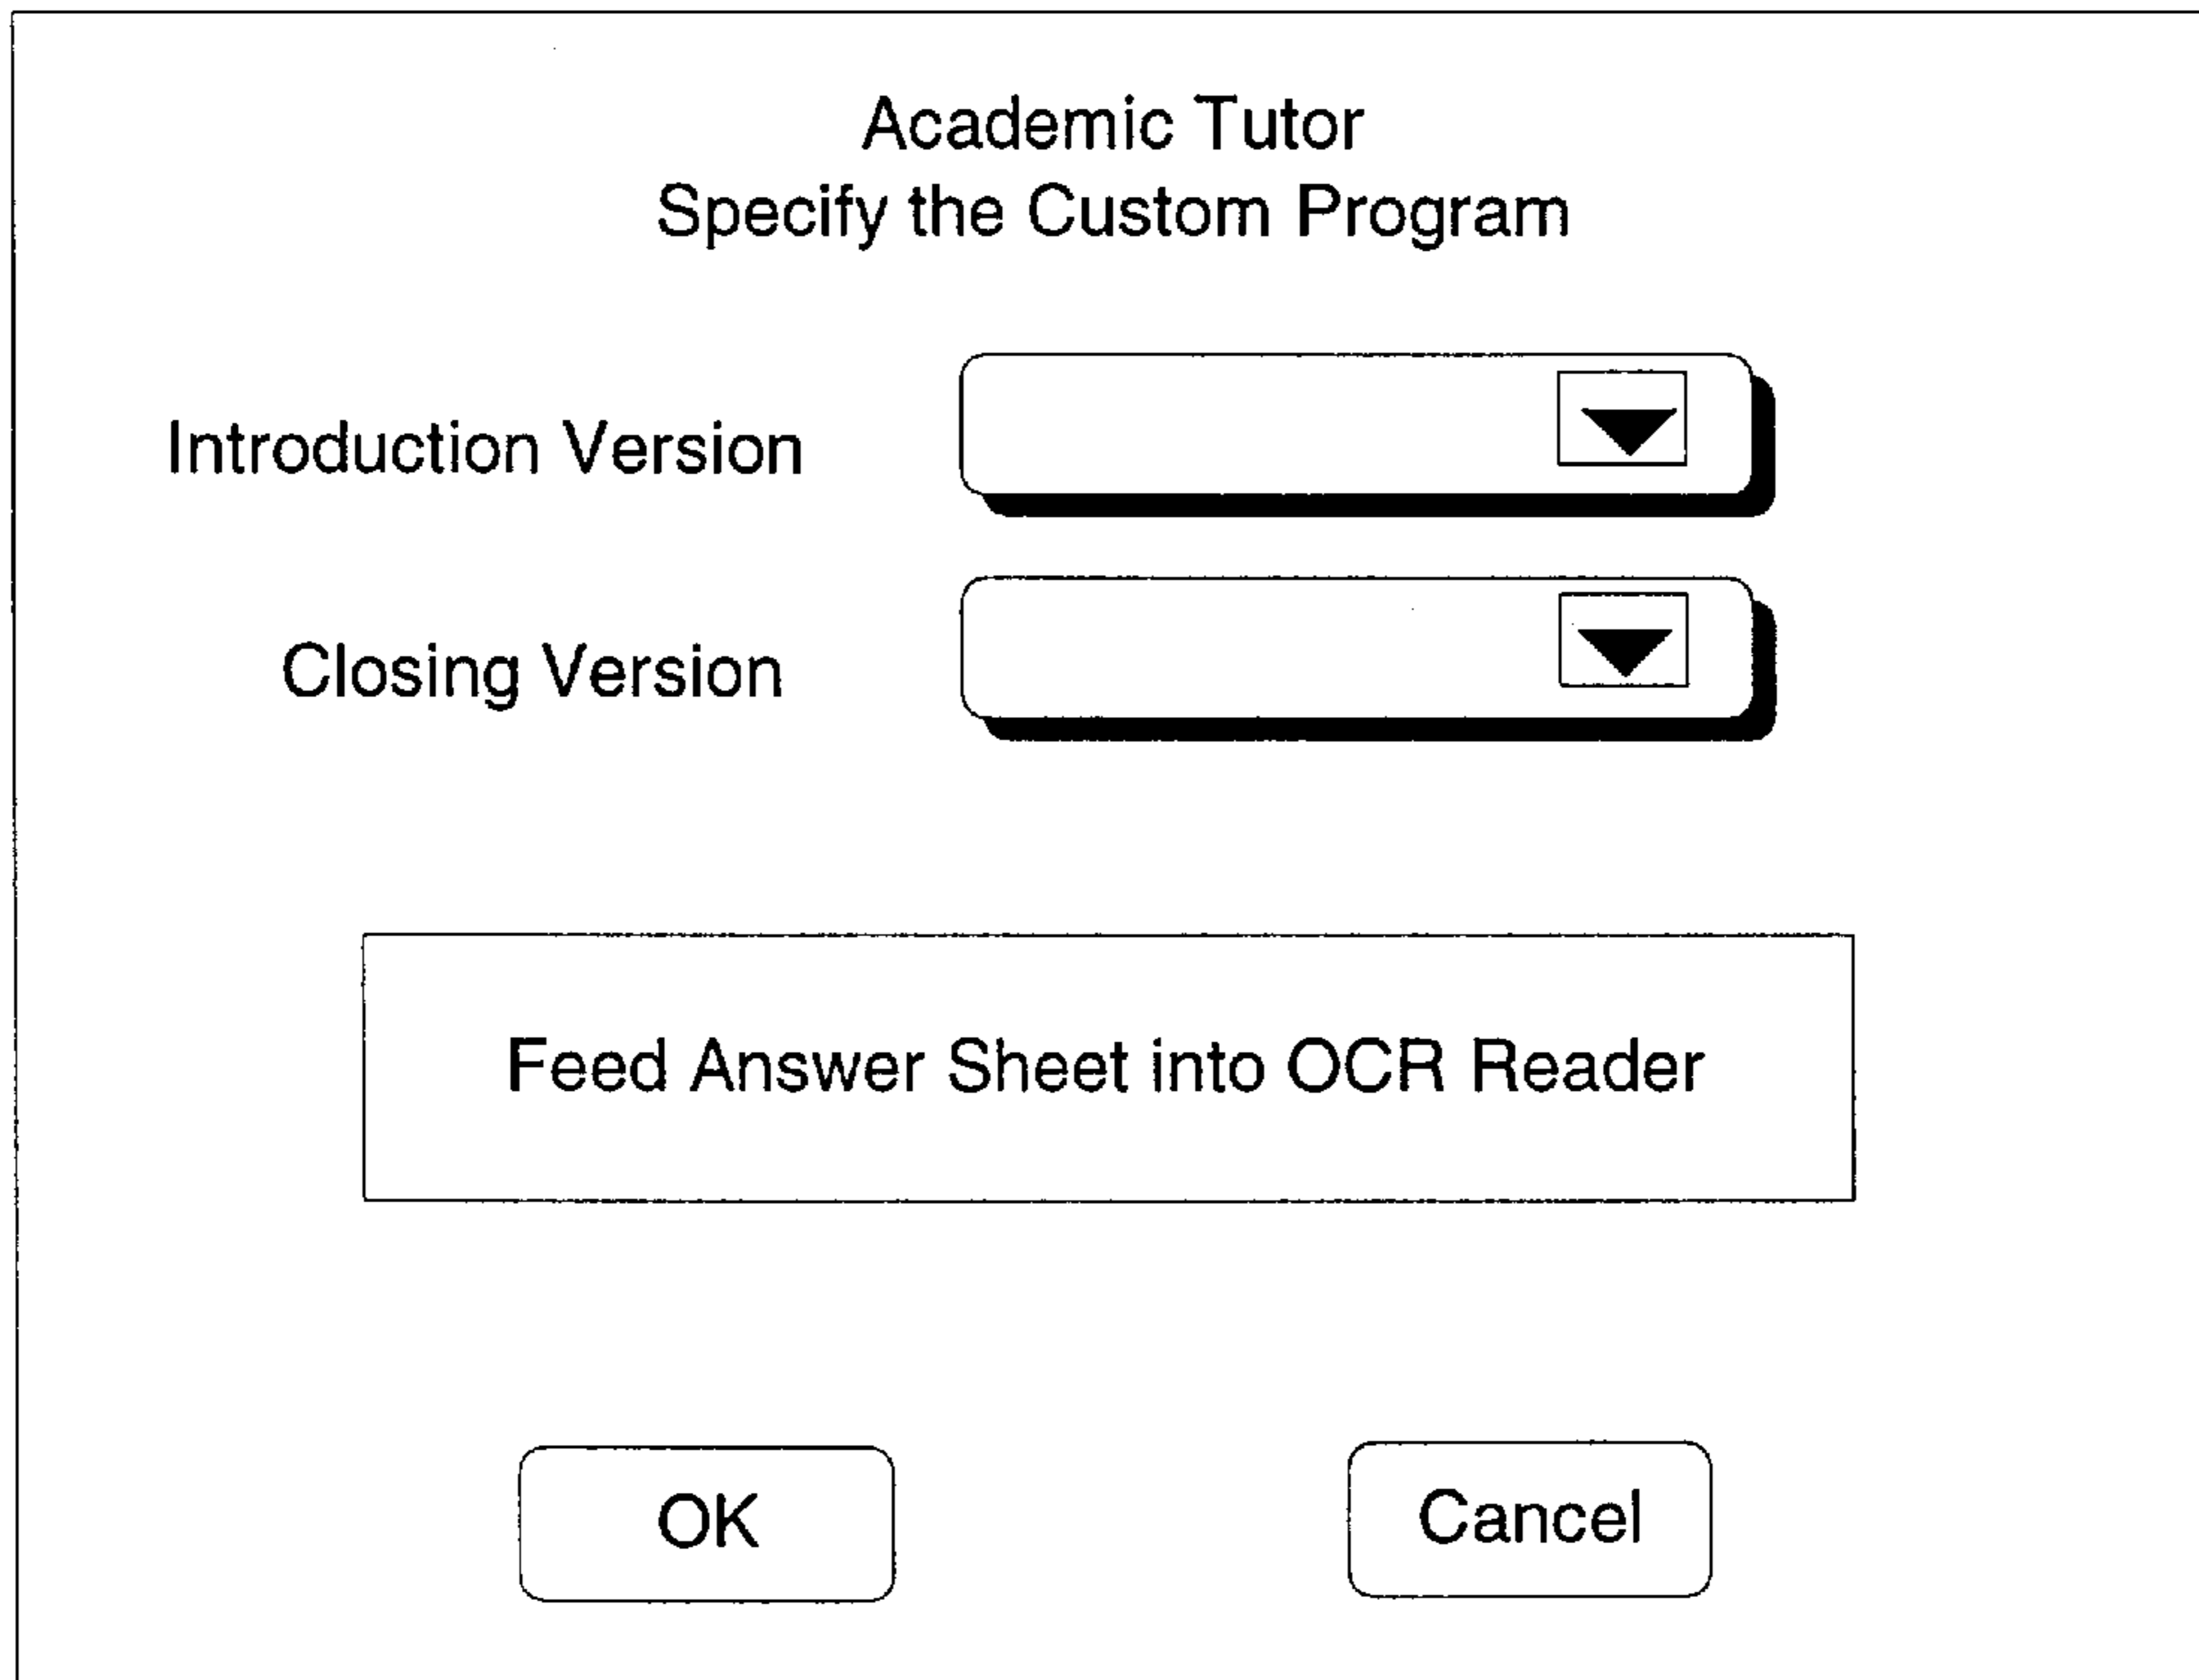 Academic Tutor
Specify the Custom Program
Introduction Version
Closing Version
Feed Answer Sheet into OCR Reader
OK
Cancel